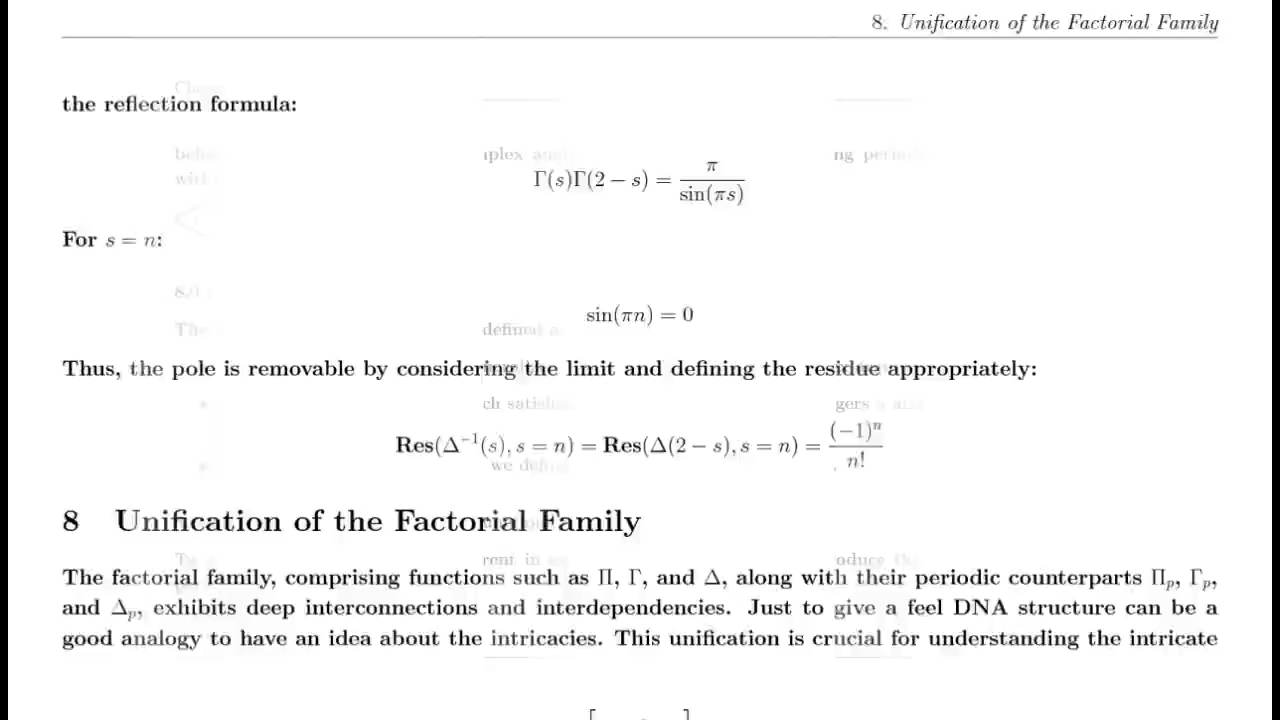 8. Unification of the Factorial Family
the reflection formula:
Γ(s)Γ(2 − s) = π / sin(πs)
For s = n:
sin(πn) = 0
Thus, the pole is removable by considering the limit and defining the residue appropriately:
Res(Δ⁻¹(s), s = n) = Res(Δ(2 − s), s = n) = (−1)ⁿ / n!
8 Unification of the Factorial Family
The factorial family, comprising functions such as Π, Γ, and Δ, along with their periodic counterparts Πₚ, Γₚ,
and Δₚ, exhibits deep interconnections and interdependencies. Just to give a feel DNA structure can be a
good analogy to have an idea about the intricacies. This unification is crucial for understanding the intricate